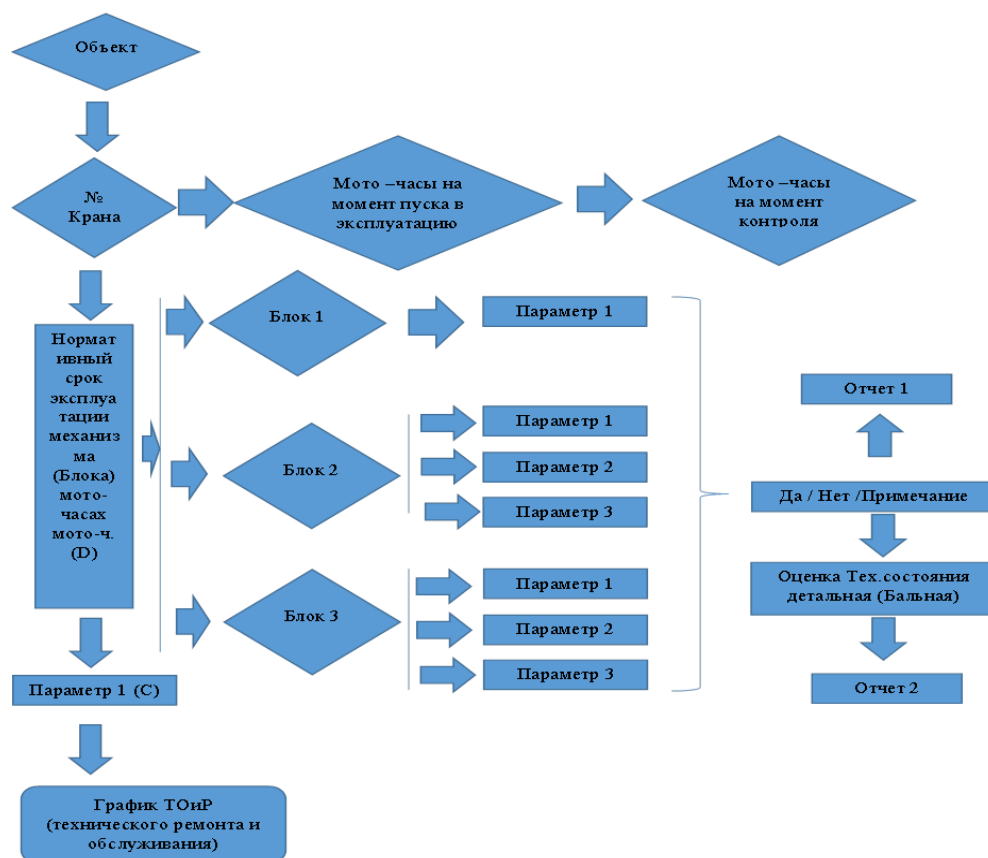 Объект
№
Крана
Мото –часы на
момент пуска в
эксплуатацию
Мото –часы
на момент
контроля
Нормат
ивный
срок
эксплуа
тации
механиз
ма
(Блока)
мото-
часах
мото-ч.
(D)
Блок 1
Параметр 1
Блок 2
Параметр 1
Параметр 2
Параметр 3
Блок 3
Параметр 1
Параметр 2
Параметр 3
Отчет 1
Да / Нет /Примечание
Оценка Тех.состояния
детальная (Бальная)
Отчет 2
Параметр 1 (С)
График ТОиР
(технического ремонта и
обслуживания)